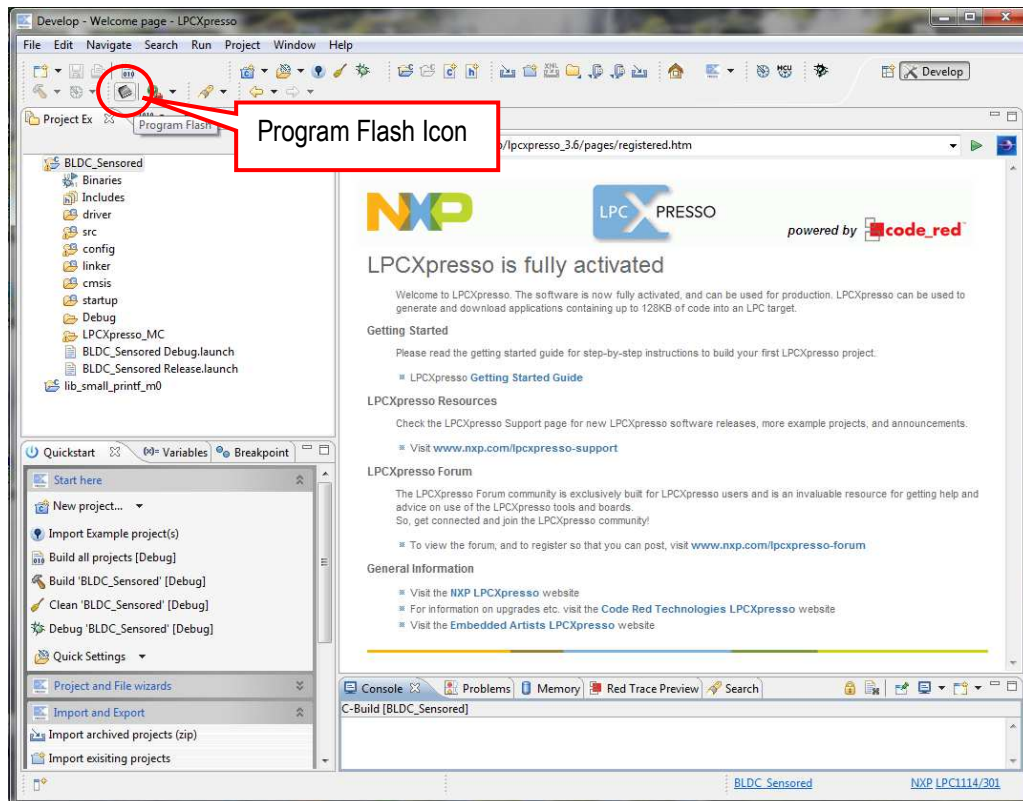 Develop - Welcome page - LPCXpresso
File Edit Navigate Search Run Project Window Help
Develop
Project Ex
Program Flash
Program Flash Icon
/lpcxpresso_3.6/pages/registered.htm
BLDC_Sensored
Binaries
Includes
driver
src
config
linker
cmsis
startup
Debug
LPCXpresso_MC
BLDC_Sensored Debug.launch
BLDC_Sensored Release.launch
lib_small_printf_m0
NXP
LPC XPRESSO
powered by code_red
LPCXpresso is fully activated
Welcome to LPCXpresso. The software is now fully activated, and can be used for production. LPCXpresso can be used to
generate and download applications containing up to 128KB of code into an LPC target.
Getting Started
Please read the getting started guide for step-by-step instructions to build your first LPCXpresso project.
LPCXpresso Getting Started Guide
LPCXpresso Resources
Check the LPCXpresso Support page for new LPCXpresso software releases, more example projects, and announcements.
Visit www.nxp.com/lpcxpresso-support
LPCXpresso Forum
The LPCXpresso Forum community is exclusively built for LPCXpresso users and is an invaluable resource for getting help and
advice on use of the LPCXpresso tools and boards.
So, get connected and join the LPCXpresso community!
To view the forum, and to register so that you can post, visit www.nxp.com/lpcxpresso-forum
General Information
Visit the NXP LPCXpresso website
For information on upgrades etc. visit the Code Red Technologies LPCXpresso website
Visit the Embedded Artists LPCXpresso website
Quickstart (x)= Variables Breakpoint
Start here
New project...
Import Example project(s)
Build all projects [Debug]
Build 'BLDC_Sensored' [Debug]
Clean 'BLDC_Sensored' [Debug]
Debug 'BLDC_Sensored' [Debug]
Quick Settings
Project and File wizards
Import and Export
Import archived projects (zip)
Import exisiting projects
Console Problems Memory Red Trace Preview Search
C-Build [BLDC_Sensored]
BLDC_Sensored NXP LPC1114/301